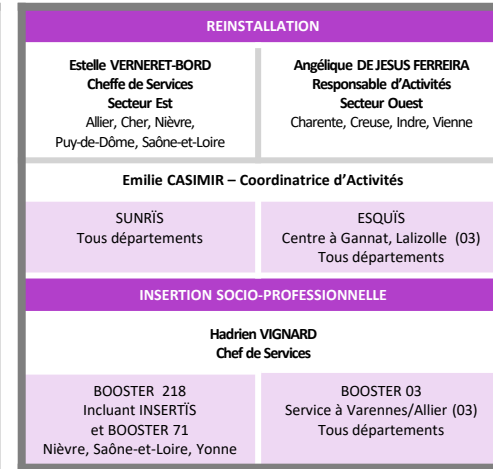 REINSTALLATION
Estelle VERNERET-BORD
Cheffe de Services
Secteur Est
Allier, Cher, Nièvre,
Puy-de-Dôme, Saône-et-Loire
Angélique DE JESUS FERREIRA
Responsable d’Activités
Secteur Ouest
Charente, Creuse, Indre, Vienne
Emilie CASIMIR – Coordinatrice d’Activités
SUNRÏS
Tous départements
ESQUÏS
Centre à Gannat, Lalizolle (03)
Tous départements
INSERTION SOCIO-PROFESSIONNELLE
Hadrien VIGNARD
Chef de Services
BOOSTER 218
Incluant INSERTÏS
et BOOSTER 71
Nièvre, Saône-et-Loire, Yonne
BOOSTER 03
Service à Varennes/Allier (03)
Tous départements